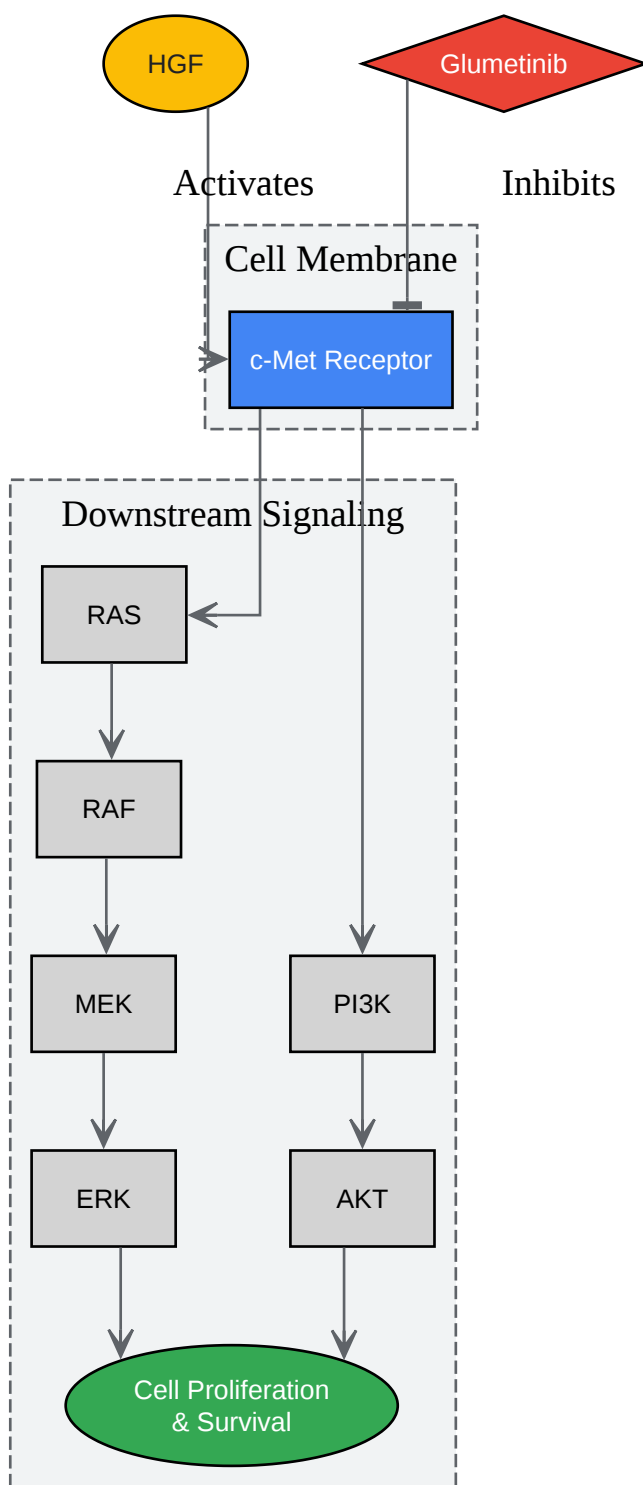 HGF
Glumetinib
Activates
Inhibits
Cell Membrane
c-Met Receptor
Downstream Signaling
RAS
RAF
MEK
PI3K
ERK
AKT
Cell Proliferation
& Survival